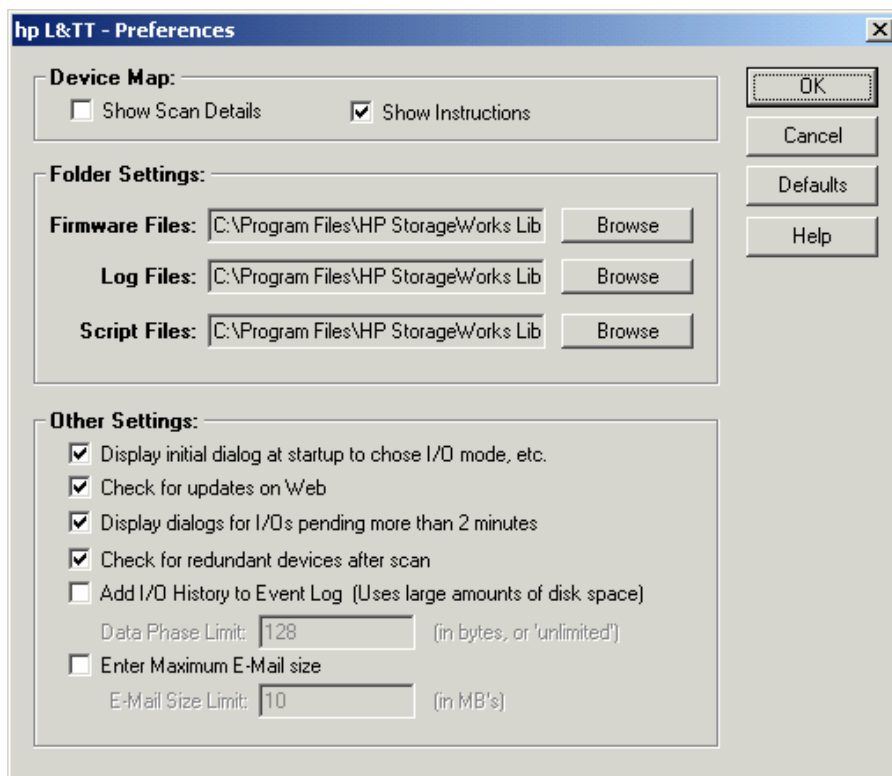 hp L&TT - Preferences
Device Map:
Show Scan Details Show Instructions
OK
Cancel
Defaults
Help
Folder Settings:
Firmware Files: C:\Program Files\HP StorageWorks Lib Browse
Log Files: C:\Program Files\HP StorageWorks Lib Browse
Script Files: C:\Program Files\HP StorageWorks Lib Browse
Other Settings:
Display initial dialog at startup to chose I/O mode, etc.
Check for updates on Web
Display dialogs for I/Os pending more than 2 minutes
Check for redundant devices after scan
Add I/O History to Event Log (Uses large amounts of disk space)
Data Phase Limit: 128 (in bytes, or 'unlimited')
Enter Maximum E-Mail size
E-Mail Size Limit: 10 (in MB's)